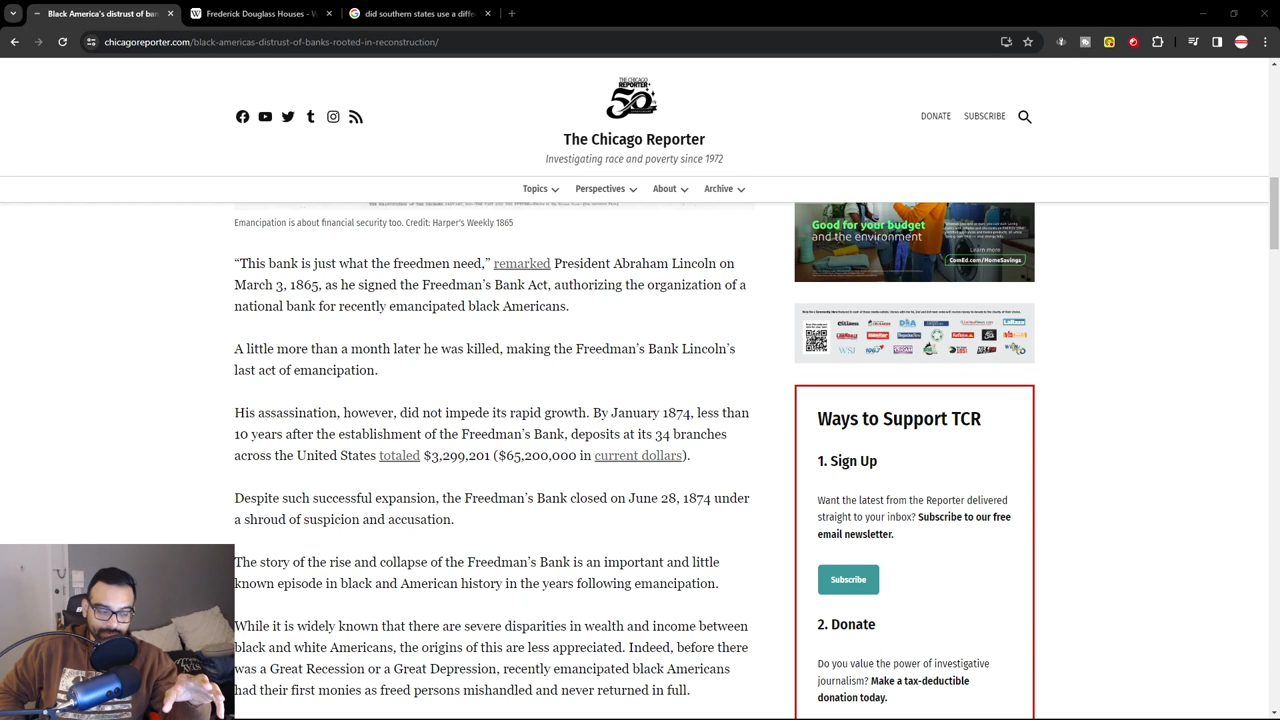 Black America's distrust of ban
Frederick Douglass Houses - W
did southern states use a diffe
chicagoreporter.com/black-americas-distrust-of-banks-rooted-in-reconstruction/
THE CHICAGO
REPORTER
50
DONATE
SUBSCRIBE
The Chicago Reporter
Investigating race and poverty since 1972
Topics
Perspectives
About
Archive
Emancipation is about financial security too. Credit: Harper's Weekly 1865
“This bank is just what the freedmen need,” remarked President Abraham Lincoln on
March 3, 1865, as he signed the Freedman’s Bank Act, authorizing the organization of a
national bank for recently emancipated black Americans.
A little more than a month later he was killed, making the Freedman’s Bank Lincoln’s
last act of emancipation.
His assassination, however, did not impede its rapid growth. By January 1874, less than
10 years after the establishment of the Freedman’s Bank, deposits at its 34 branches
across the United States totaled $3,299,201 ($65,200,000 in current dollars).
Despite such successful expansion, the Freedman’s Bank closed on June 28, 1874 under
a shroud of suspicion and accusation.
The story of the rise and collapse of the Freedman’s Bank is an important and little
known episode in black and American history in the years following emancipation.
While it is widely known that there are severe disparities in wealth and income between
black and white Americans, the origins of this are less appreciated. Indeed, before there
was a Great Recession or a Great Depression, recently emancipated black Americans
had their first monies as freed persons mishandled and never returned in full.
Good for your budget
and the environment
Learn more
ComEd.com/HomeSavings
Ways to Support TCR
1. Sign Up
Want the latest from the Reporter delivered
straight to your inbox? Subscribe to our free
email newsletter.
Subscribe
2. Donate
Do you value the power of investigative
journalism? Make a tax-deductible
donation today.